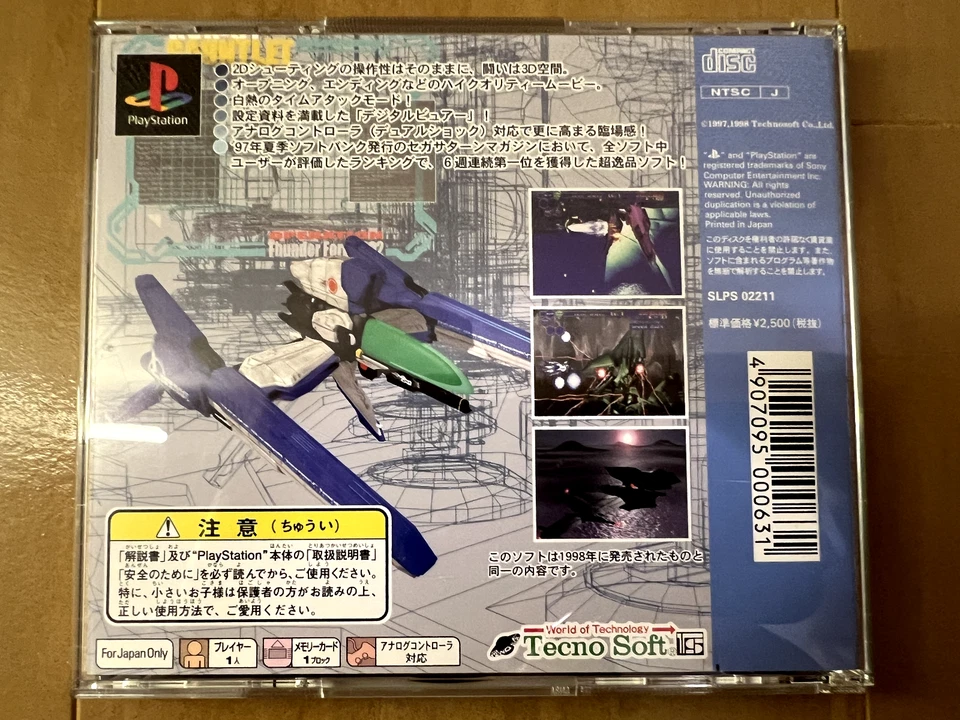 GAUNTLET
PlayStation
2Dシューティングの操作性はそのままに、闘いは3D空間。
オープニング、エンディングなどのハイクオリティームービー。
白熱のタイムアタックモード！
設定資料を満載した「デジタルビュアー」！
アナログコントローラ（デュアルショック）対応で更に高まる臨場感！
'97年夏季ソフトバンク発行のセガサターンマガジンにおいて、全ソフト中
ユーザーが評価したランキングで、６週連続第一位を獲得した超逸品ソフト！
COMPACT
disc
NTSC J
©1997,1998 Technosoft Co.,Ltd.
" " and "PlayStation" are
registered trademarks of Sony
Computer Entertainment Inc.
WARNING: All rights
reserved. Unauthorized
duplication is a violation of
applicable laws.
Printed in Japan
このディスクを権利者の許諾なく賃貸業
に使用することを禁止します。また、
ソフトに含まれるプログラム等著作物
を無断で解析することを禁止します。
SLPS 02211
標準価格¥2,500(税抜)
4 907095 000631
このソフトは1998年に発売されたものと
同一の内容です。
注意（ちゅうい）
「解説書」及び"PlayStation"本体の「取扱説明書」
「安全のために」を必ず読んでから、ご使用ください。
特に、小さいお子様は保護者の方がお読みの上、
正しい使用方法で、ご愛用ください。
For Japan Only
プレイヤー
1人
メモリーカード
1ブロック
アナログコントローラ
対応
World of Technology
Tecno Soft